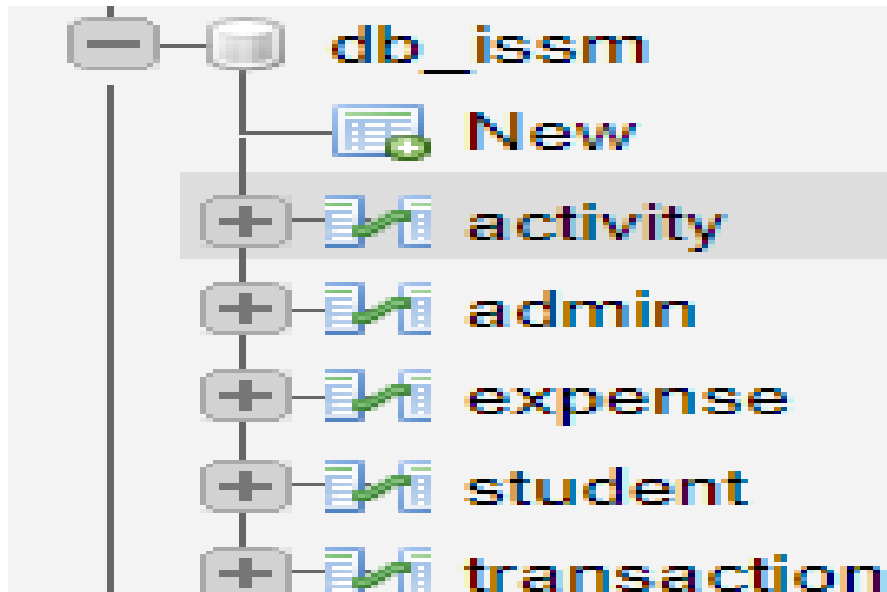 db_issm
New
activity
admin
expense
student
transaction